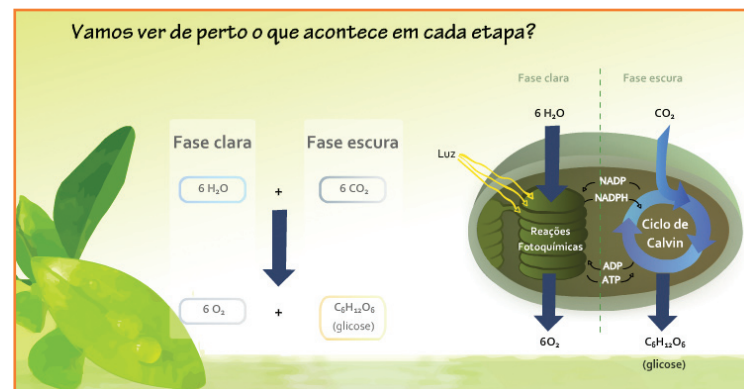 Vamos ver de perto o que acontece em cada etapa?
Fase clara
Fase escura
6 H₂O
+
6 CO₂
6 O₂
+
C₆H₁₂O₆
(glicose)
Fase clara
Fase escura
6 H₂O
CO₂
Luz
NADP
NADPH
Reações
Fotoquímicas
Ciclo de
Calvin
ADP
ATP
6O₂
C₆H₁₂O₆
(glicose)